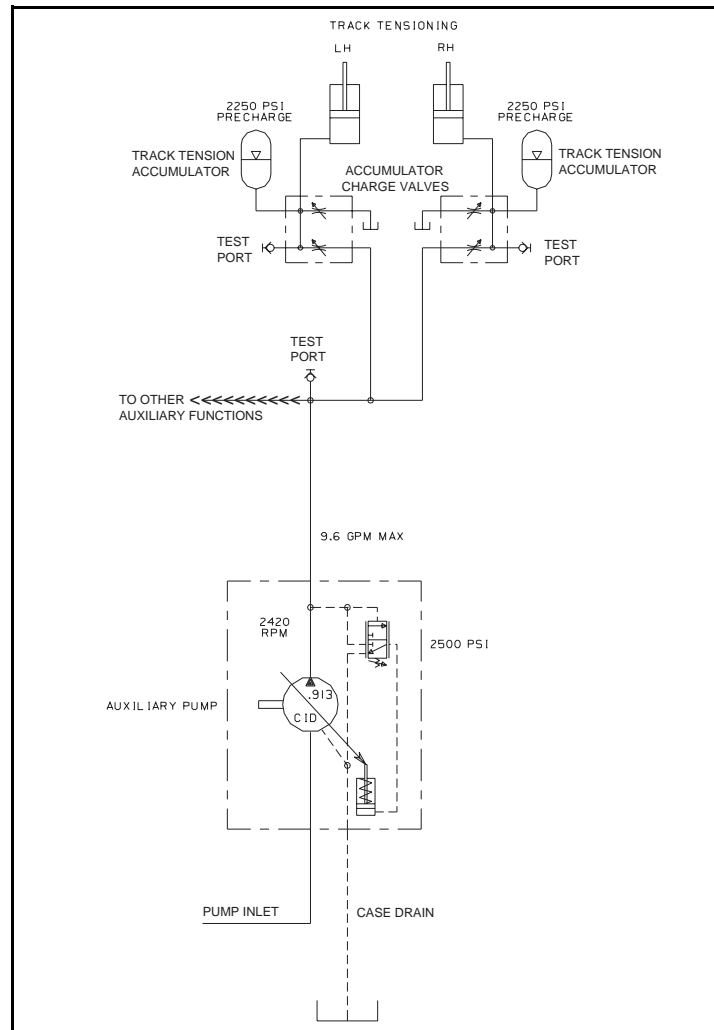 TRACK TENSIONING
LH
RH
2250 PSI
PRECHARGE
2250 PSI
PRECHARGE
TRACK TENSION
ACCUMULATOR
ACCUMULATOR
CHARGE VALVES
TRACK TENSION
ACCUMULATOR
TEST
PORT
TEST
PORT
TEST
PORT
TO OTHER
AUXILIARY FUNCTIONS
9.6 GPM MAX
2420
RPM
2500 PSI
.913
CID
AUXILIARY PUMP
PUMP INLET
CASE DRAIN